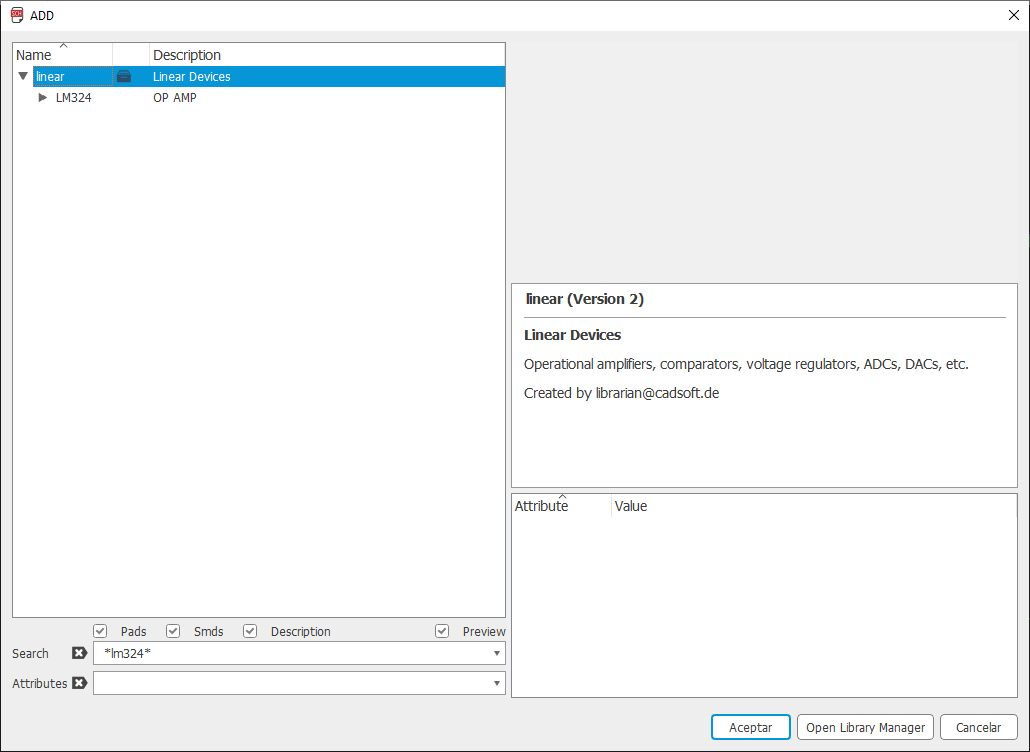 ADD
Name Description
linear Linear Devices
LM324 OP AMP
linear (Version 2)
Linear Devices
Operational amplifiers, comparators, voltage regulators, ADCs, DACs, etc.
Created by librarian@cadsoft.de
Attribute Value
Pads Smds Description Preview
Search *lm324*
Attributes
Aceptar Open Library Manager Cancelar